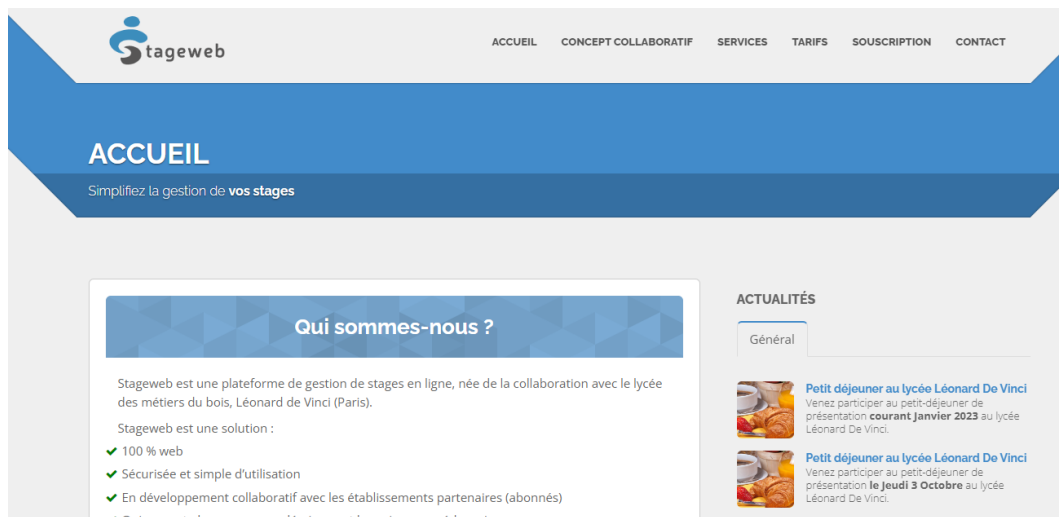 Stageweb
ACCUEIL CONCEPT COLLABORATIF SERVICES TARIFS SOUSCRIPTION CONTACT
ACCUEIL
Simplifiez la gestion de vos stages
Qui sommes-nous ?
Stageweb est une plateforme de gestion de stages en ligne, née de la collaboration avec le lycée
des métiers du bois, Léonard de Vinci (Paris).
Stageweb est une solution :
100 % web
Sécurisée et simple d'utilisation
En développement collaboratif avec les établissements partenaires (abonnés)
ACTUALITÉS
Général
Petit déjeuner au lycée Léonard De Vinci
Venez participer au petit-déjeuner de
présentation courant Janvier 2023 au lycée
Léonard De Vinci.
Petit déjeuner au lycée Léonard De Vinci
Venez participer au petit-déjeuner de
présentation le Jeudi 3 Octobre au lycée
Léonard De Vinci.